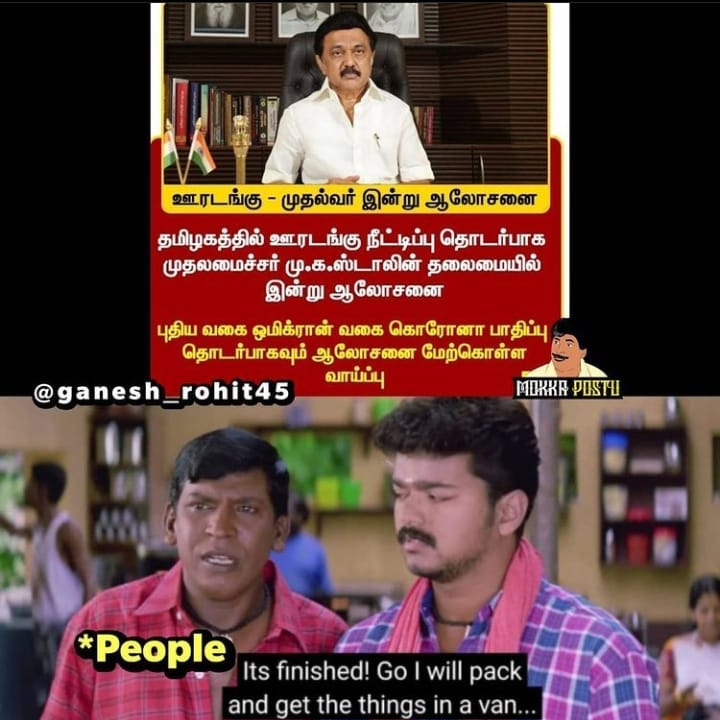 ஊரடங்கு - முதல்வர் இன்று ஆலோசனை
தமிழகத்தில் ஊரடங்கு நீட்டிப்பு தொடர்பாக
முதலமைச்சர் மு.க.ஸ்டாலின் தலைமையில்
இன்று ஆலோசனை
புதிய வகை ஒமிக்ரான் வகை கொரோனா பாதிப்பு
தொடர்பாகவும் ஆலோசனை மேற்கொள்ள
வாய்ப்பு
@ganesh_rohit45
MOKKA POSTU
*People
Its finished! Go I will pack
and get the things in a van...